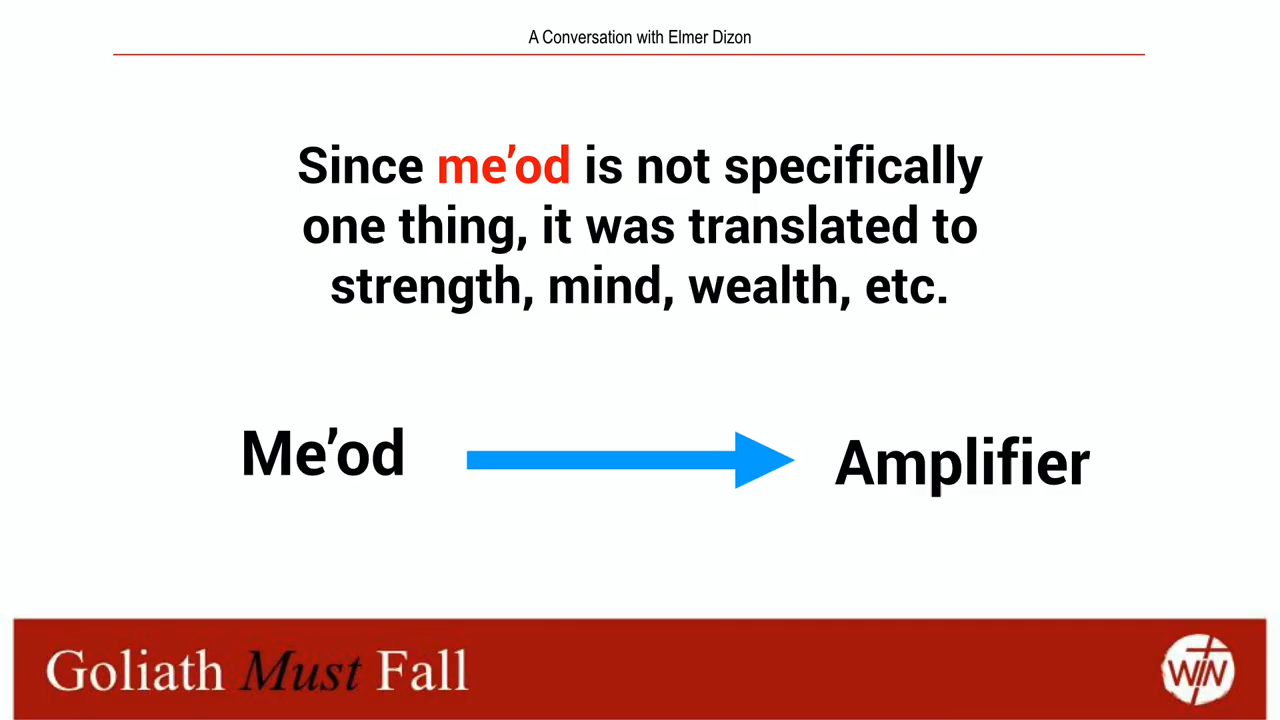 A Conversation with Elmer Dizon
Since me’od is not specifically
one thing, it was translated to
strength, mind, wealth, etc.
Me’od
Amplifier
Goliath Must Fall
WIN